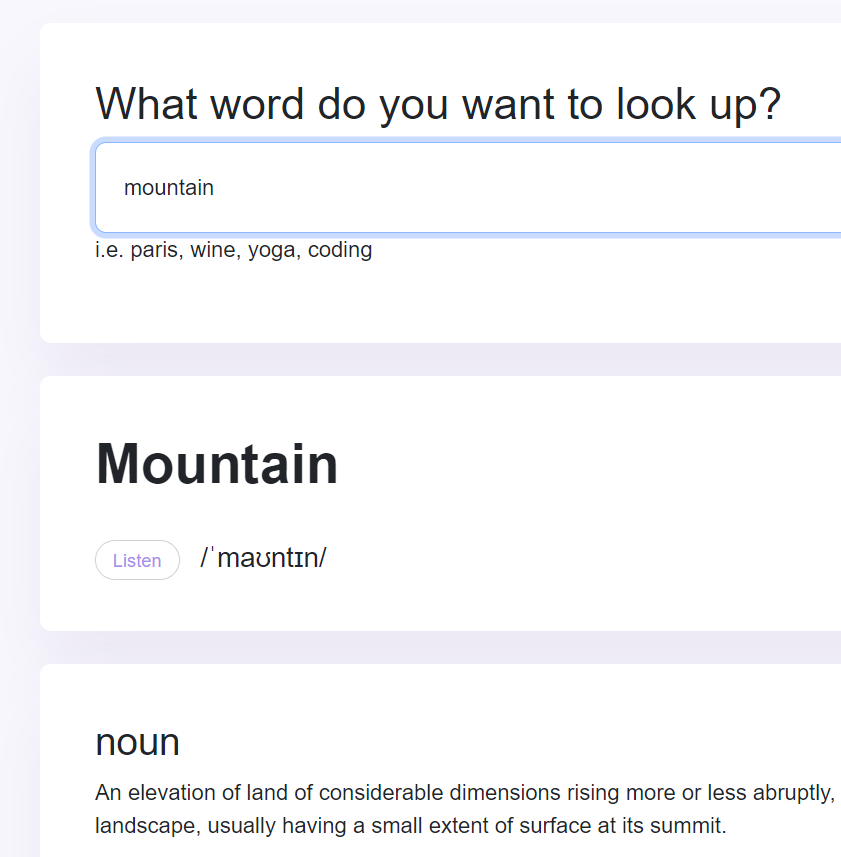 What word do you want to look up?
mountain
i.e. paris, wine, yoga, coding
Mountain
Listen /ˈmaʊntɪn/
noun
An elevation of land of considerable dimensions rising more or less abruptly,
landscape, usually having a small extent of surface at its summit.